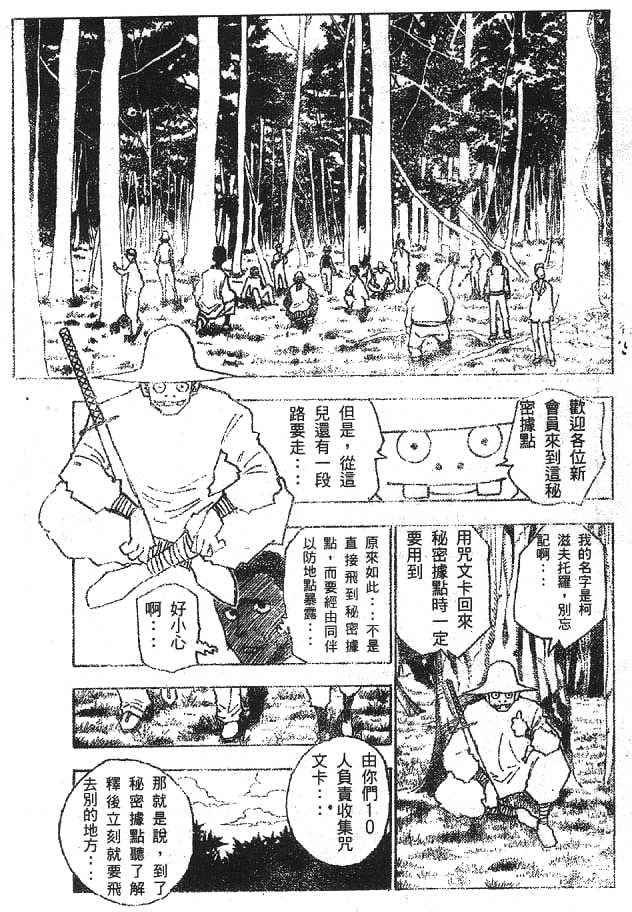 歡迎各位新
會員來到這秘
密據點
但是，從這
兒還有一段
路要走…
我的名字是柯
滋夫托羅，別忘
記啊…
用咒文卡回來
秘密據點時一定
要用到
原來如此…不是
直接飛到秘密據
點，而要經由同伴
以防地點暴露…
好小心
啊…
由你們10
人負責收集咒
文卡…
那就是說，到了
秘密據點聽了解
釋後立刻就要飛
去別的地方…